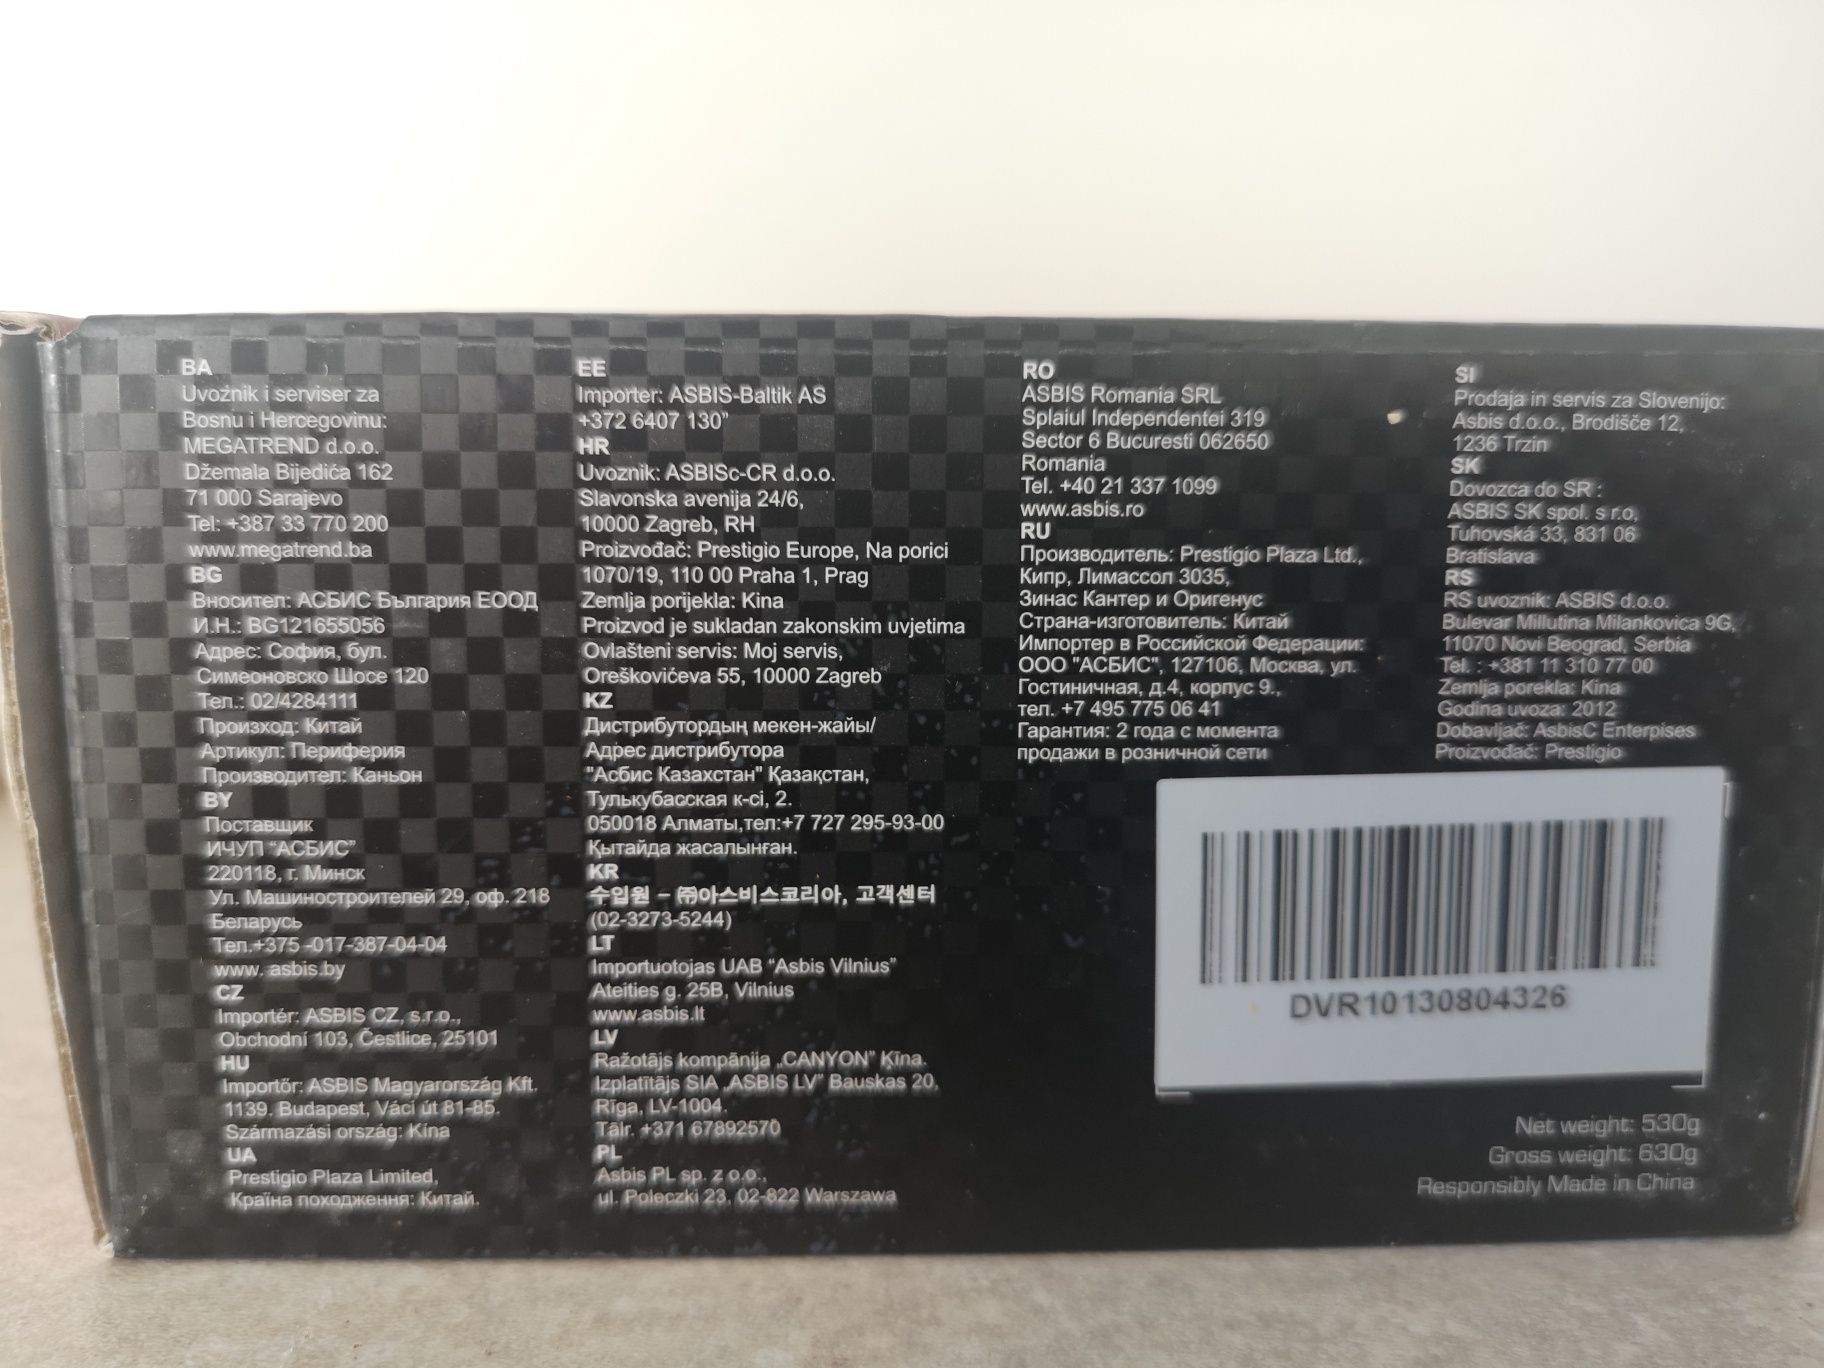 BA
Uvoźnik i serviser za
Bosnu i Hercegovinu:
MEGATREND d.o.o.
Džemala Bijedića 162
71 000 Sarajevo
Tel: +387 33 770 200
www.megatrend.ba
BG
Вносител: АСБИС България ЕООД
И.Н.: BG121655056
Адрес: София, бул.
Симеоновско Шосе 120
Тел.: 02/4284111
Произход: Китай
Артикул: Периферия
Производител: Каньон
BY
Поставщик
ИЧУП “АСБИС”
220118, г. Минск
Ул. Машиностроителей 29, оф. 218
Беларусь
Тел.+375 -017-387-04-04
www. asbis.by
CZ
Importér: ASBIS CZ, s.r.o.,
Obchodní 103, Čestlice, 25101
HU
Importőr: ASBIS Magyarország Kft.
1139. Budapest, Váci út 81-85.
Származási ország: Kína
UA
Prestigio Plaza Limited,
Країна походження: Китай.
EE
Importer: ASBIS-Baltik AS
+372 6407 130”
HR
Uvoznik: ASBISc-CR d.o.o.
Slavonska avenija 24/6,
10000 Zagreb, RH
Proizvođač: Prestigio Europe, Na porici
1070/19, 110 00 Praha 1, Prag
Zemlja porijekla: Kina
Proizvod je sukladan zakonskim uvjetima
Ovlašteni servis: Moj servis,
Oreškovićeva 55, 10000 Zagreb
KZ
Дистрибутордың мекен-жайы/
Адрес дистрибутора
"Асбис Казахстан" Қазақстан,
Тулькубасская к-сі, 2.
050018 Алматы,тел:+7 727 295-93-00
Қытайда жасалынған.
KR
수입원 – ㈜아스비스코리아, 고객센터
(02-3273-5244)
LT
Importuotojas UAB “Asbis Vilnius”
Ateities g. 25B, Vilnius
www.asbis.lt
LV
Ražotājs kompānija „CANYON” Ķīna.
Izplatītājs SIA „ASBIS LV” Bauskas 20.
Rīga, LV-1004.
Tālr. +371 67892570
PL
Asbis PL sp. z o.o.,
ul. Poleczki 23, 02-822 Warszawa
RO
ASBIS Romania SRL
Splaiul Independentei 319
Sector 6 Bucuresti 062650
Romania
Tel. +40 21 337 1099
www.asbis.ro
RU
Производитель: Prestigio Plaza Ltd.,
Кипр, Лимассол 3035,
Зинас Кантер и Оригенус
Страна-изготовитель: Китай
Импортер в Российской Федерации:
ООО "АСБИС", 127106, Москва, ул.
Гостиничная, д.4, корпус 9.,
тел. +7 495 775 06 41
Гарантия: 2 года с момента
продажи в розничной сети
SI
Prodaja in servis za Slovenijo:
Asbis d.o.o., Brodišče 12,
1236 Trzin
SK
Dovozca do SR :
ASBIS SK spol. s r.o,
Tuhovská 33, 831 06
Bratislava
RS
RS uvoznik: ASBIS d.o.o.
Bulevar Millutina Milankovica 9G,
11070 Novi Beograd, Serbia
Tel. : +381 11 310 77 00
Zemlja porekla: Kina
Godina uvoza: 2012
Dobavljač: AsbisC Enterpises
Proizvođač: Prestigio
DVR10130804326
Net weight: 530g
Gross weight: 630g
Responsibly Made in China